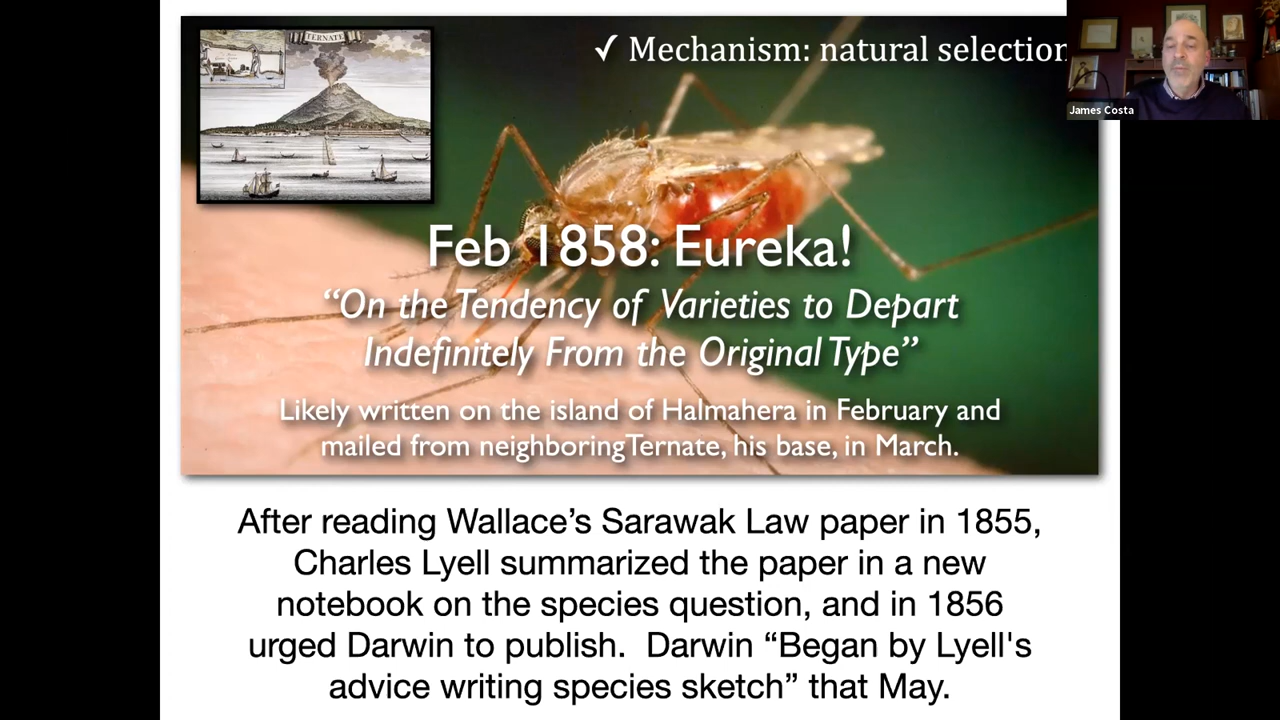 TERNATE
✓ Mechanism: natural selection
James Costa
Feb 1858: Eureka!
“On the Tendency of Varieties to Depart
Indefinitely From the Original Type”
Likely written on the island of Halmahera in February and
mailed from neighboringTernate, his base, in March.
After reading Wallace’s Sarawak Law paper in 1855,
Charles Lyell summarized the paper in a new
notebook on the species question, and in 1856
urged Darwin to publish.  Darwin “Began by Lyell's
advice writing species sketch” that May.